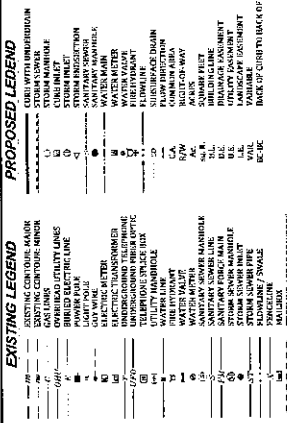 EXISTING LEGEND
EXISTING CONTOUR: MAJOR
EXISTING CONTOUR: MINOR
GAS LINES
OVERHEAD UTILITY LINES
BURIED ELECTRIC LINE
POWER POLE
LIGHT POLE
GUY WIRE
ELECTRIC METER
ELECTRIC TRANSFORMER
UNDERGROUND TELEPHONE
UNDERGROUND FIBER OPTIC
TELEPHONE SPLICE BOX
UTILITY HANDHOLE
WATER LINE
FIRE HYDRANT
WATER VALVE
WATER METER
SANITARY SEWER MANHOLE
SANITARY SEWER LINE
SANITARY FORCE MAIN
STORM SEWER MANHOLE
STORM SEWER INLET
STORM SEWER PIPE
FLOWLINE / SWALE
FENCELINE
MAILBOX
PROPOSED LEDEND
CURB WITH UNDERDRAIN
STORM SEWER
STORM MANHOLE
CURB INLET
STORM INLET
STORM ENDSECTION
SANITARY SEWER
SANITARY MANHOLE
WATER MAIN
WATER METER
WATER VALVE
FIRE HYDRANT
FLOWLINE
SUBSURFACE DRAIN
FLOW DIRECTION
C.A. COMMON AREA
R/W RIGHT-OF-WAY
Ac. ACRES
sq. ft. SQUARE FEET
B.L. BUILDING LINE
D.E. DRAINAGE EASEMENT
U.E. UTILITY EASEMENT
LANDSCAPE EASEMENT
VAR. VARIABLE
BC-BC BACK OF CURB TO BACK OF